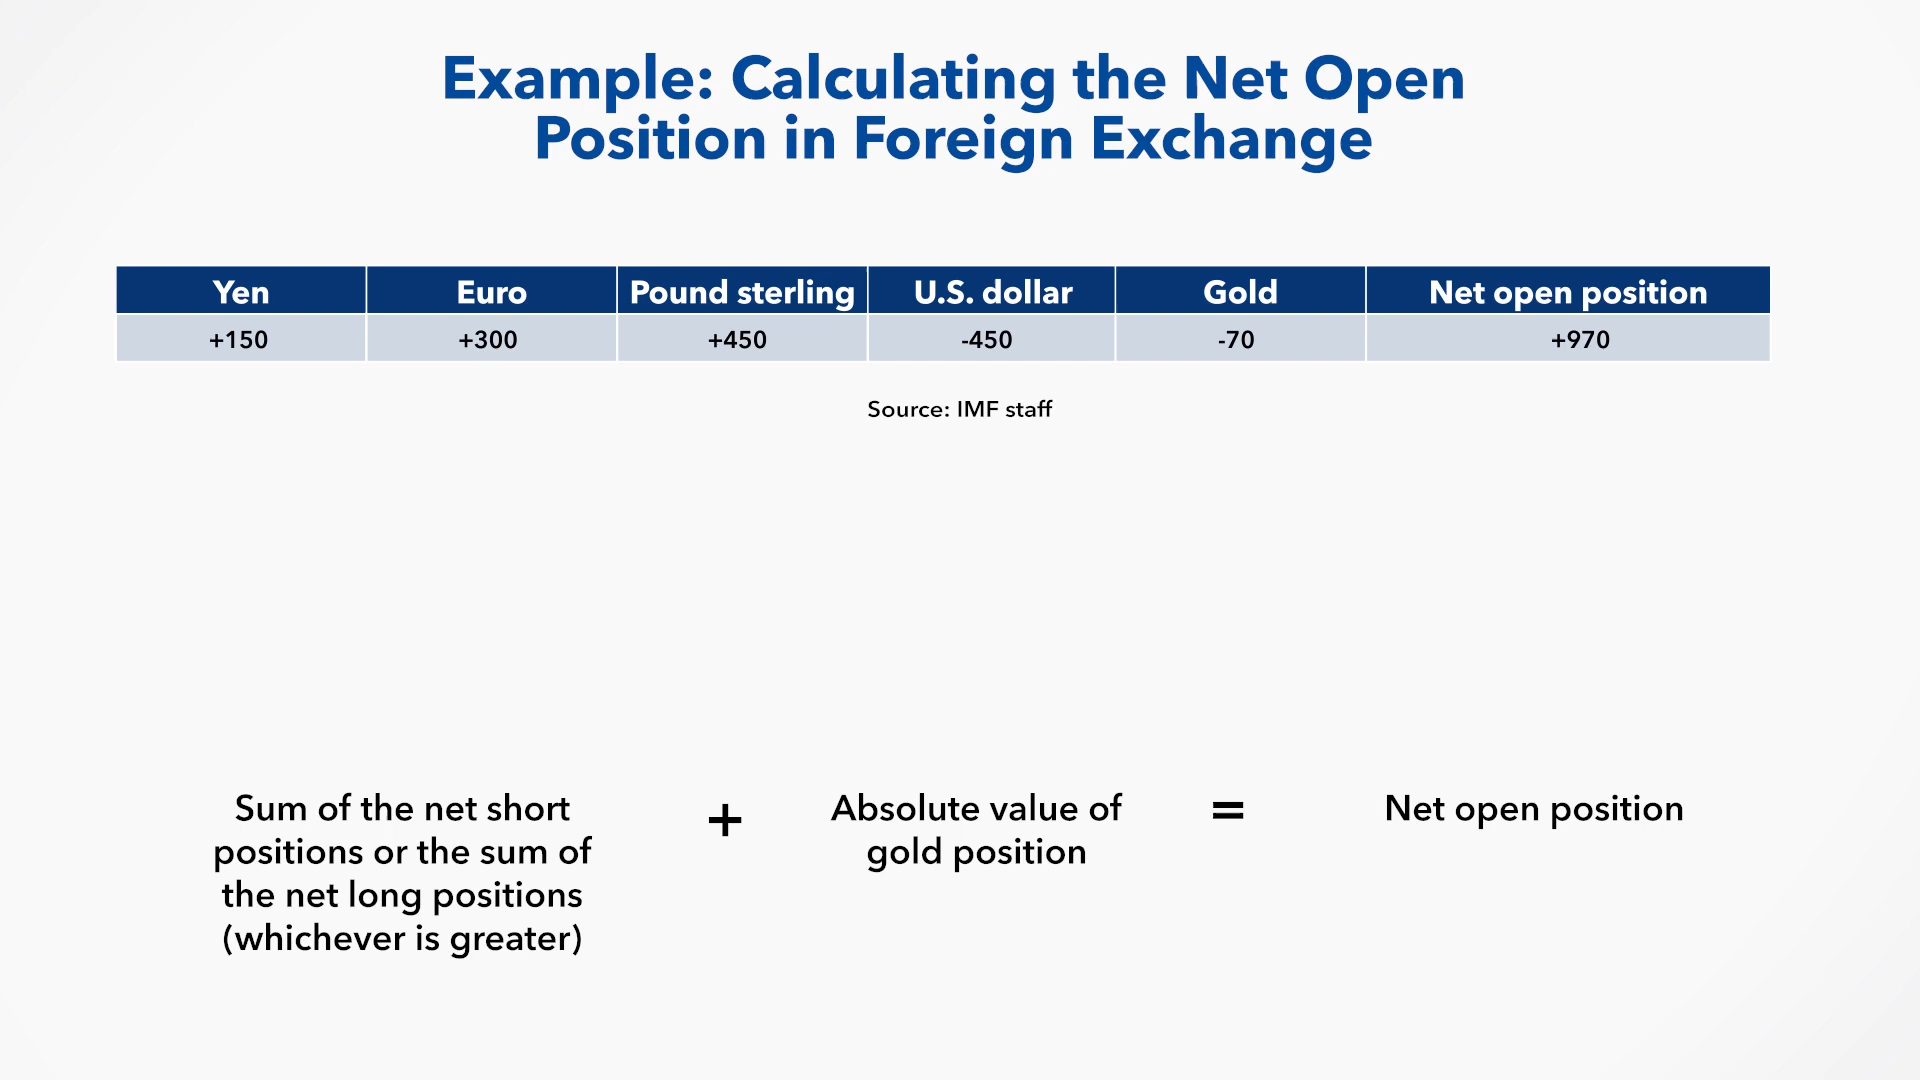 Example: Calculating the Net Open
Position in Foreign Exchange
Yen Euro Pound sterling U.S. dollar Gold Net open position
+150 +300 +450 -450 -70 +970
Source: IMF staff
Sum of the net short
positions or the sum of
the net long positions
(whichever is greater)
+
Absolute value of
gold position
=
Net open position